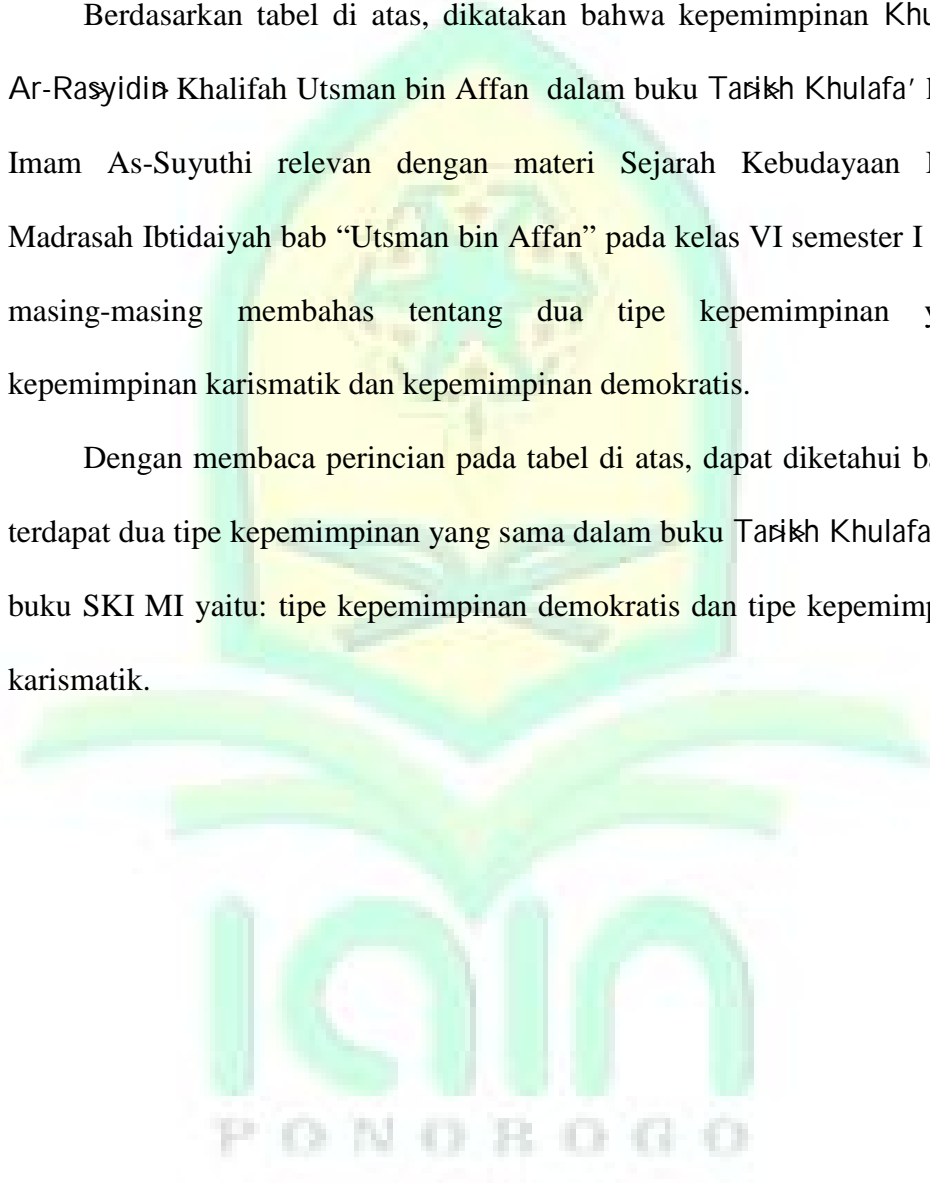 Berdasarkan tabel di atas, dikatakan bahwa kepemimpinan Khu
Ar-Rasyidin Khalifah Utsman bin Affan dalam buku Tarikh Khulafa'
Imam As-Suyuthi relevan dengan materi Sejarah Kebudayaan
Madrasah Ibtidaiyah bab “Utsman bin Affan” pada kelas VI semester I
masing-masing membahas tentang dua tipe kepemimpinan y
kepemimpinan karismatik dan kepemimpinan demokratis.
Dengan membaca perincian pada tabel di atas, dapat diketahui ba
terdapat dua tipe kepemimpinan yang sama dalam buku Tarikh Khulafa
buku SKI MI yaitu: tipe kepemimpinan demokratis dan tipe kepemimp
karismatik.
iain
PONOROGO